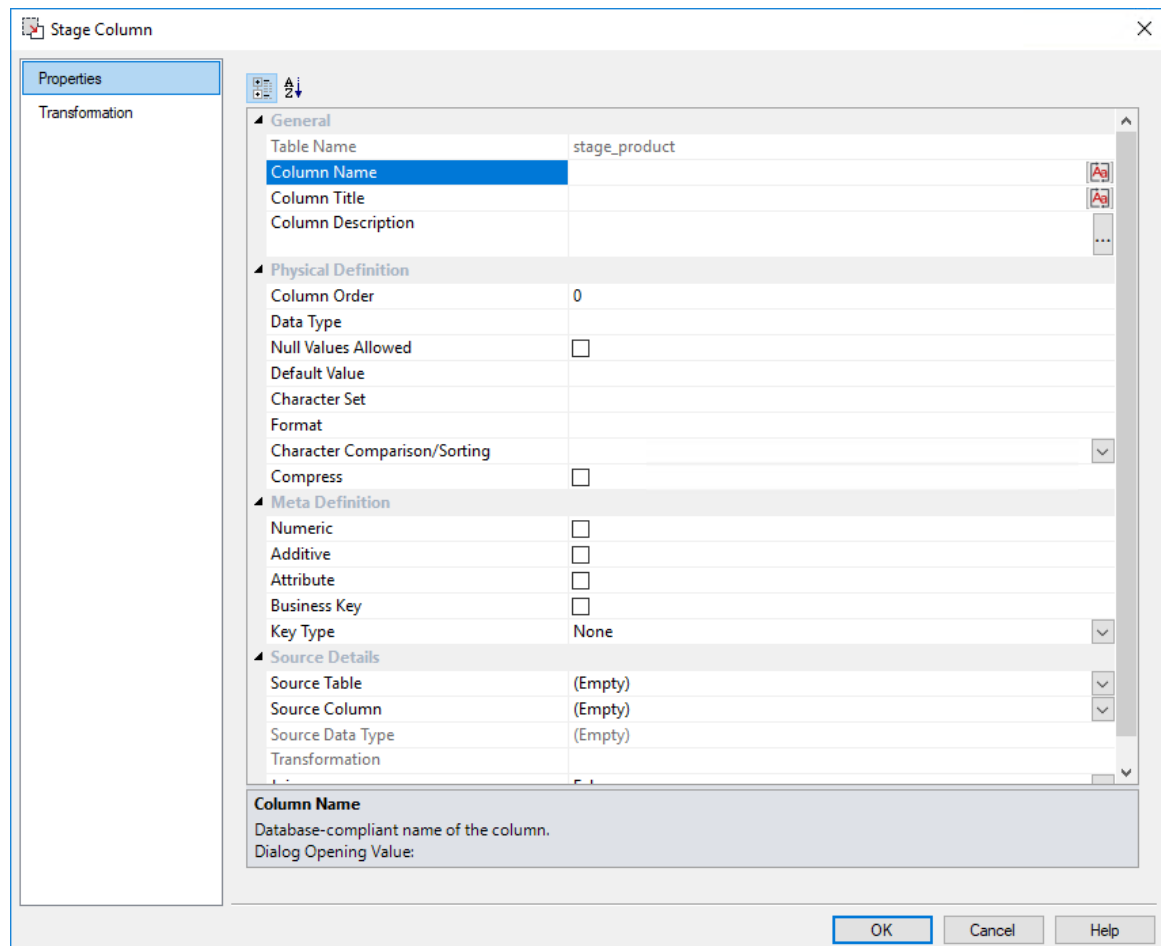 Stage Column
Properties
Transformation
General
Table Name stage_product
Column Name
Column Title
Column Description
...
Physical Definition
Column Order 0
Data Type
Null Values Allowed
Default Value
Character Set
Format
Character Comparison/Sorting
Compress
Meta Definition
Numeric
Additive
Attribute
Business Key
Key Type None
Source Details
Source Table (Empty)
Source Column (Empty)
Source Data Type (Empty)
Transformation
Column Name
Database-compliant name of the column.
Dialog Opening Value:
OK Cancel Help